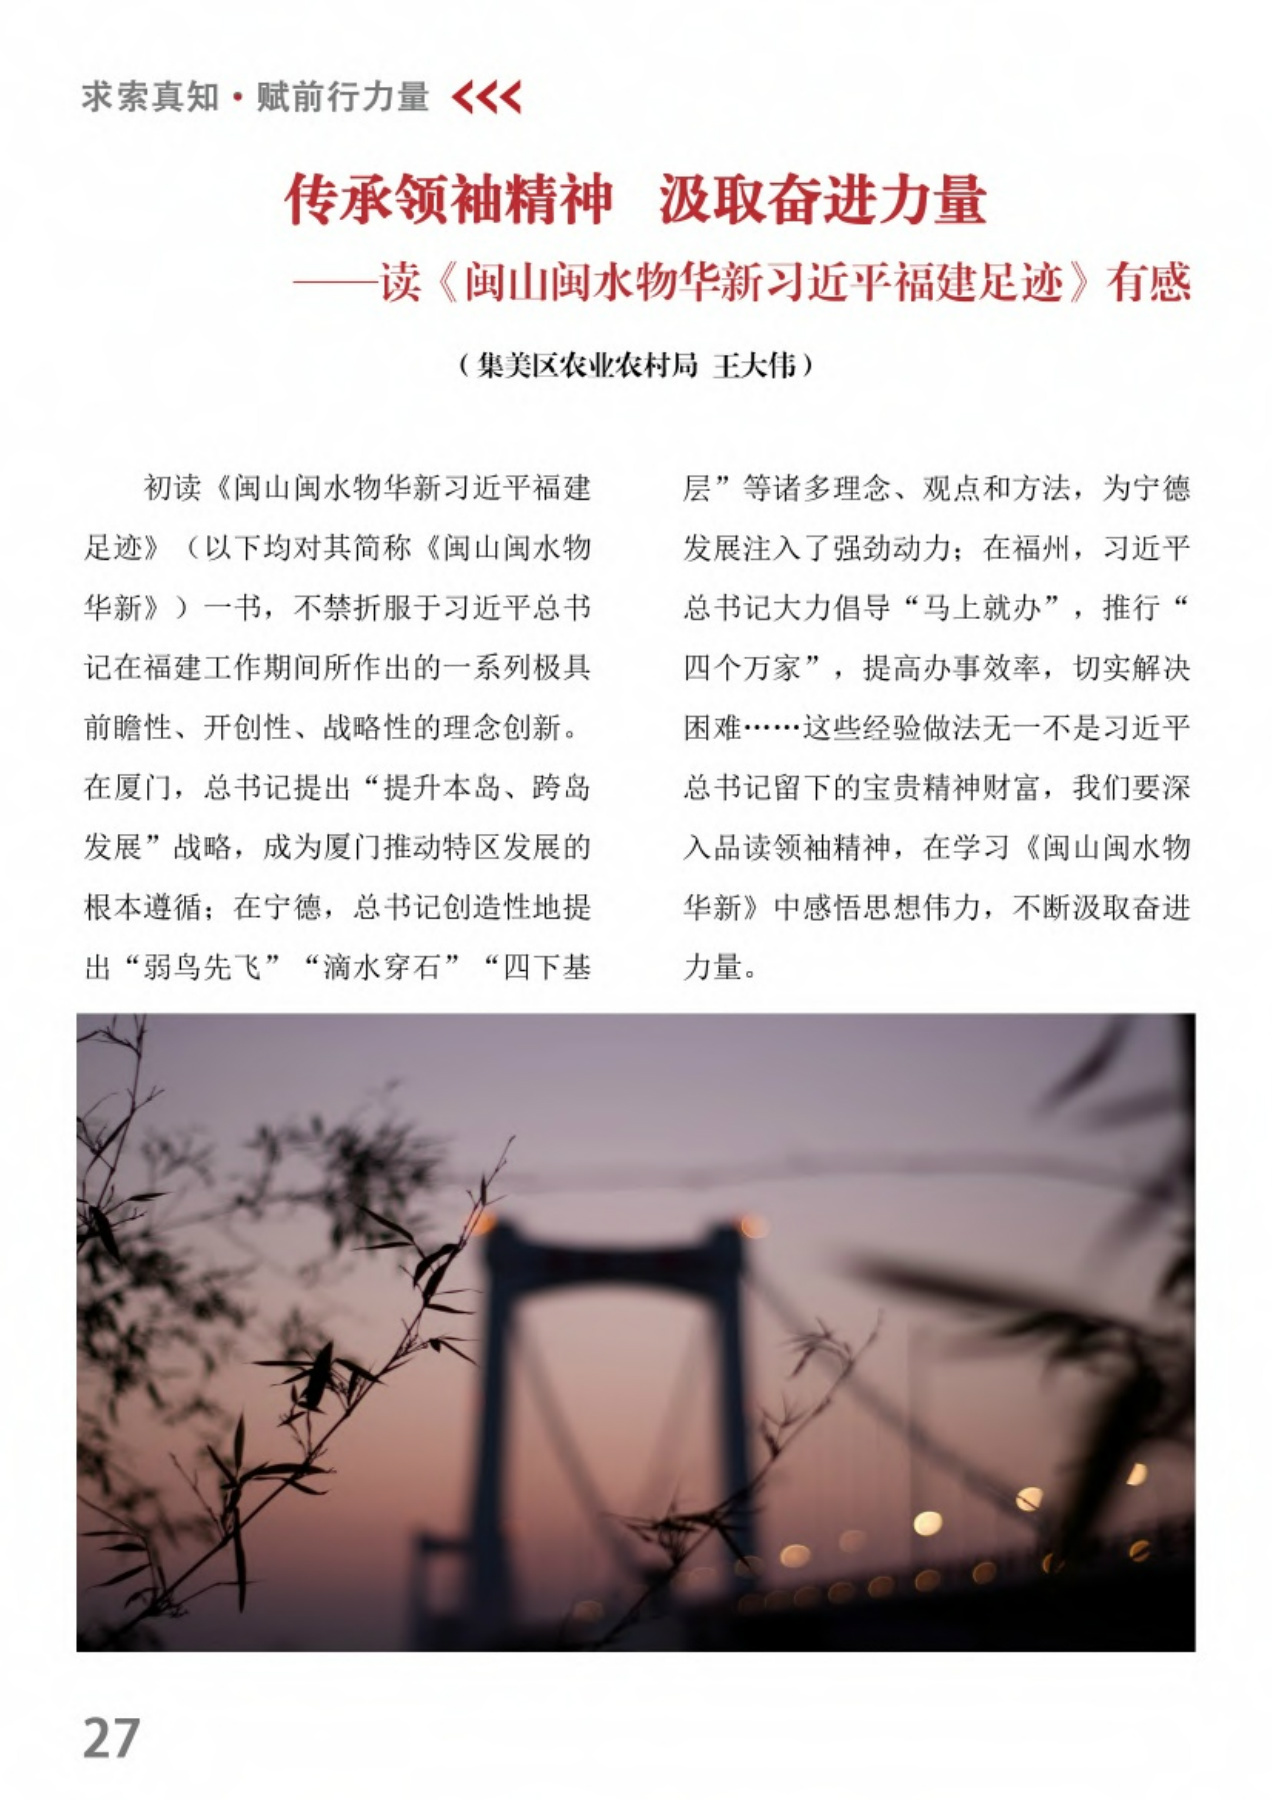 求索真知·赋前行力量
传承领袖精神 汲取奋进力量
——读《闽山闽水物华新习近平福建足迹》有感
（集美区农业农村局 王大伟）
初读《闽山闽水物华新习近平福建
足迹》（以下均对其简称《闽山闽水物
华新》）一书，不禁折服于习近平总书
记在福建工作期间所作出的一系列极具
前瞻性、开创性、战略性的理念创新。
在厦门，总书记提出“提升本岛、跨岛
发展”战略，成为厦门推动特区发展的
根本遵循；在宁德，总书记创造性地提
出“弱鸟先飞”“滴水穿石”“四下基
层”等诸多理念、观点和方法，为宁德
发展注入了强劲动力；在福州，习近平
总书记大力倡导“马上就办”，推行“
四个万家”，提高办事效率，切实解决
困难……这些经验做法无一不是习近平
总书记留下的宝贵精神财富，我们要深
入品读领袖精神，在学习《闽山闽水物
华新》中感悟思想伟力，不断汲取奋进
力量。
27